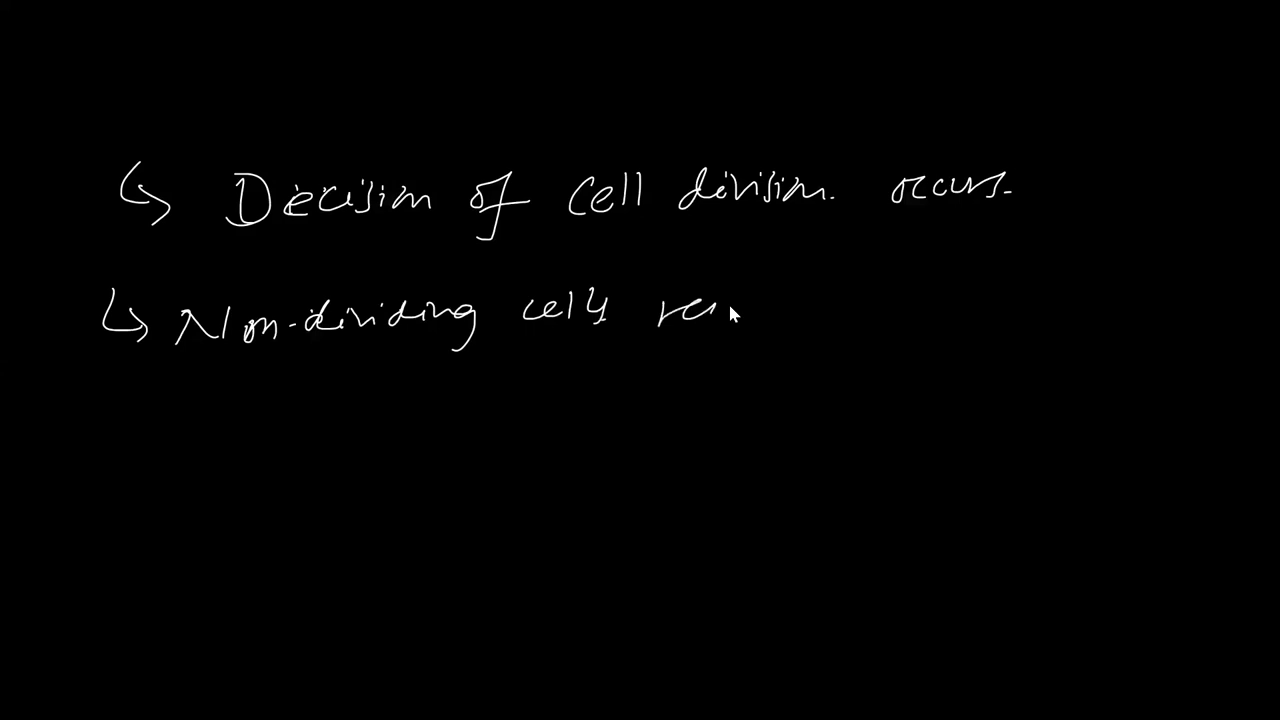 ↳ Decision of cell division. occurs.
↳ Non-dividing cells